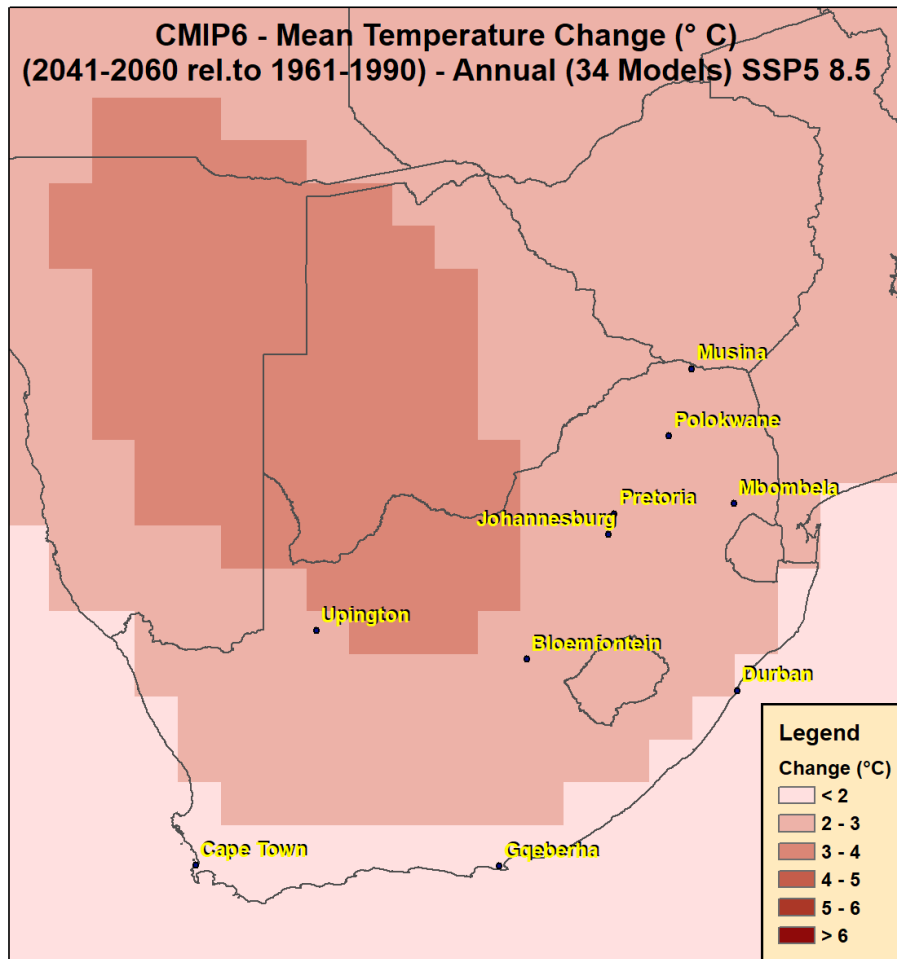 CMIP6 - Mean Temperature Change (° C)
(2041-2060 rel.to 1961-1990) - Annual (34 Models) SSP5 8.5
Musina
Polokwane
Mbombela
Pretoria
Johannesburg
Upington
Bloemfontein
Durban
Cape Town
Gqeberha
Legend
Change (°C)
< 2
2 - 3
3 - 4
4 - 5
5 - 6
> 6